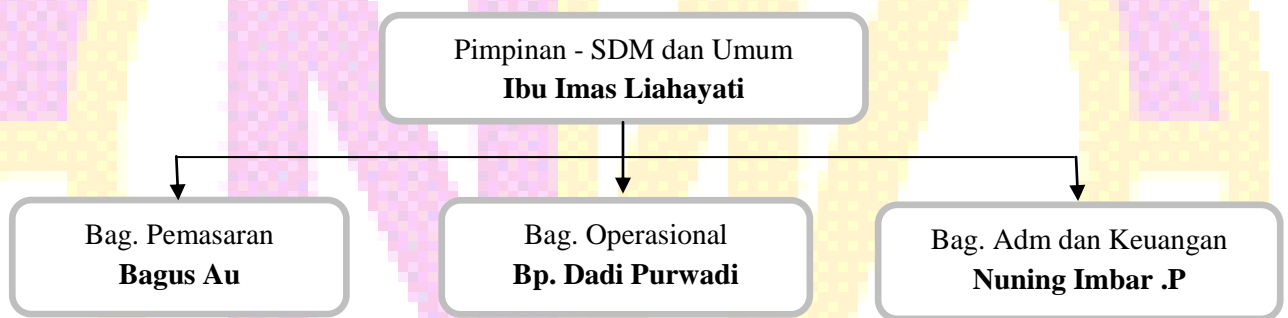 Pimpinan - SDM dan Umum
Ibu Imas Liahayati
Bag. Pemasaran
Bagus Au
Bag. Operasional
Bp. Dadi Purwadi
Bag. Adm dan Keuangan
Nuning Imbar .P